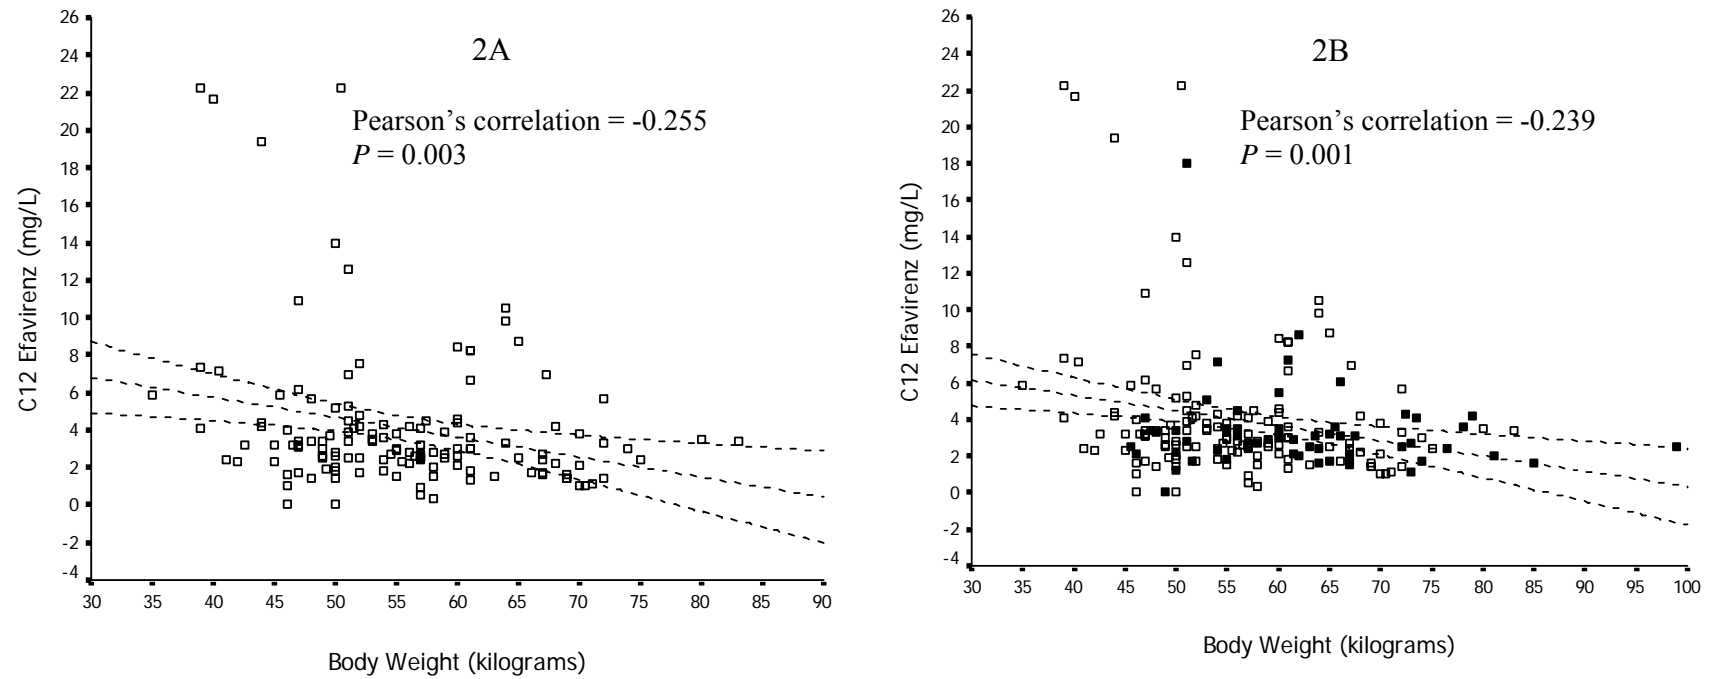 2A
Pearson's correlation = -0.255
P = 0.003
C12 Efavirenz (mg/L)
26
24
22
20
18
16
14
12
10
8
6
4
2
0
-2
-4
30 35 40 45 50 55 60 65 70 75 80 85 90
Body Weight (kilograms)
2B
Pearson's correlation = -0.239
P = 0.001
C12 Efavirenz (mg/L)
26
24
22
20
18
16
14
12
10
8
6
4
2
0
-2
-4
30 35 40 45 50 55 60 65 70 75 80 85 90 95 100
Body Weight (kilograms)